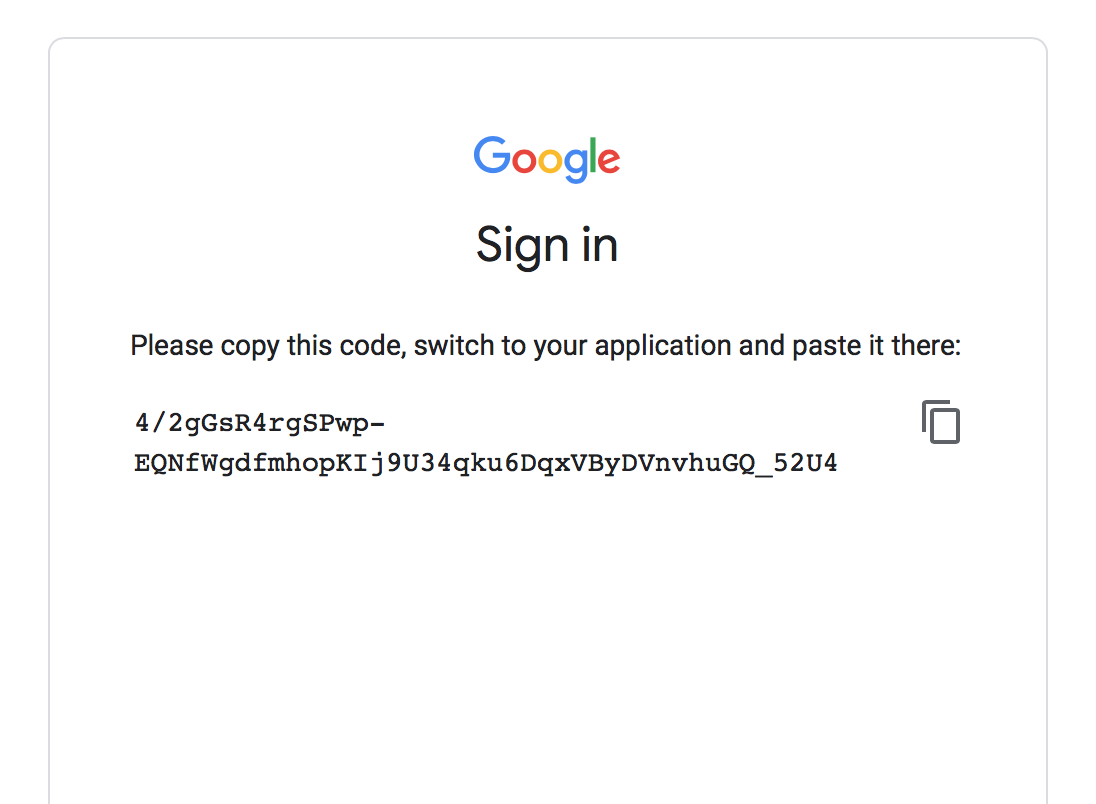 Google
Sign in
Please copy this code, switch to your application and paste it there:
4/2gGsR4rgSPwp-
EQNfWgdfmhopKIj9U34qku6DqxVByDVnvhuGQ_52U4